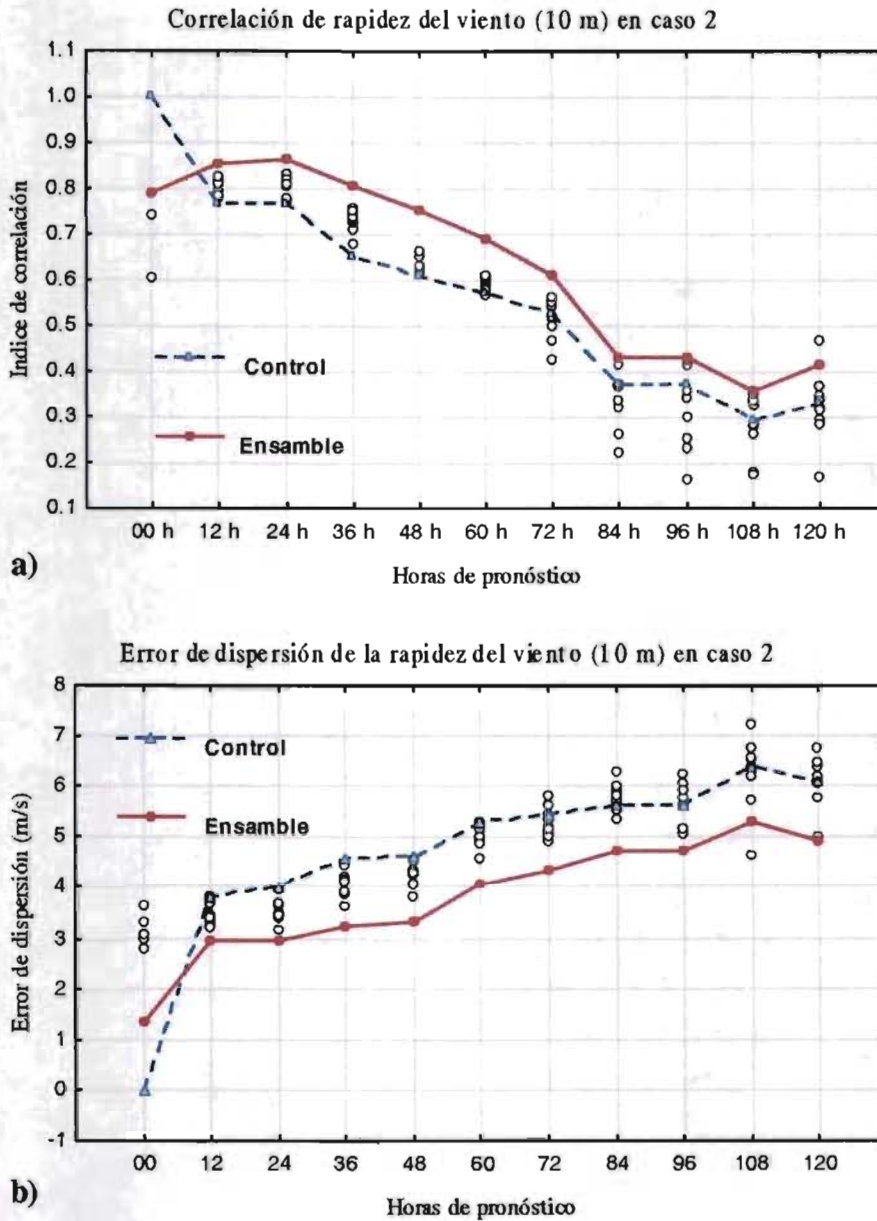 Correlación de rapidez del viento (10 m) en caso 2
1.1
1.0
0.9
0.8
0.7
0.6
0.5
0.4
0.3
0.2
0.1
Indice de correlación
Control
Ensamble
00 h 12 h 24 h 36 h 48 h 60 h 72 h 84 h 96 h 108 h 120 h
a)
Horas de pronóstico
Error de dispersión de la rapidez del viento (10 m) en caso 2
8
7
6
5
4
3
2
1
0
-1
Error de dispersión (m/s)
Control
Ensamble
00 12 24 36 48 60 72 84 96 108 120
b)
Horas de pronóstico